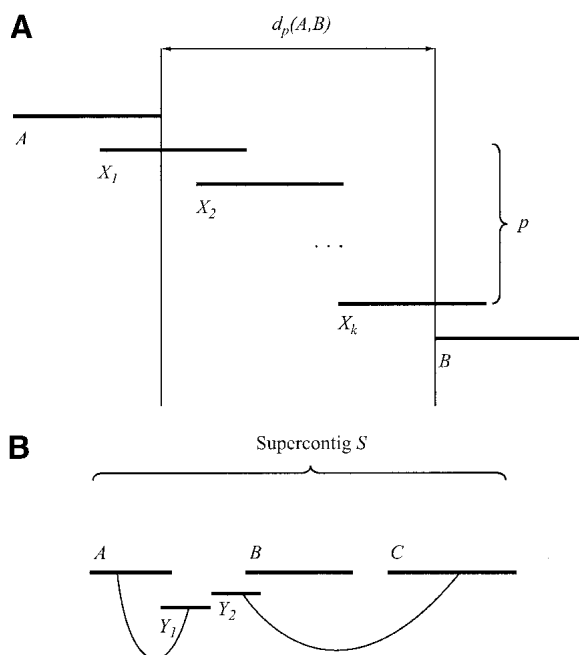 A
d_p(A,B)
A
X_1
X_2
p
. . .
X_k
B
B
Supercontig S
A
B
C
Y_1
Y_2